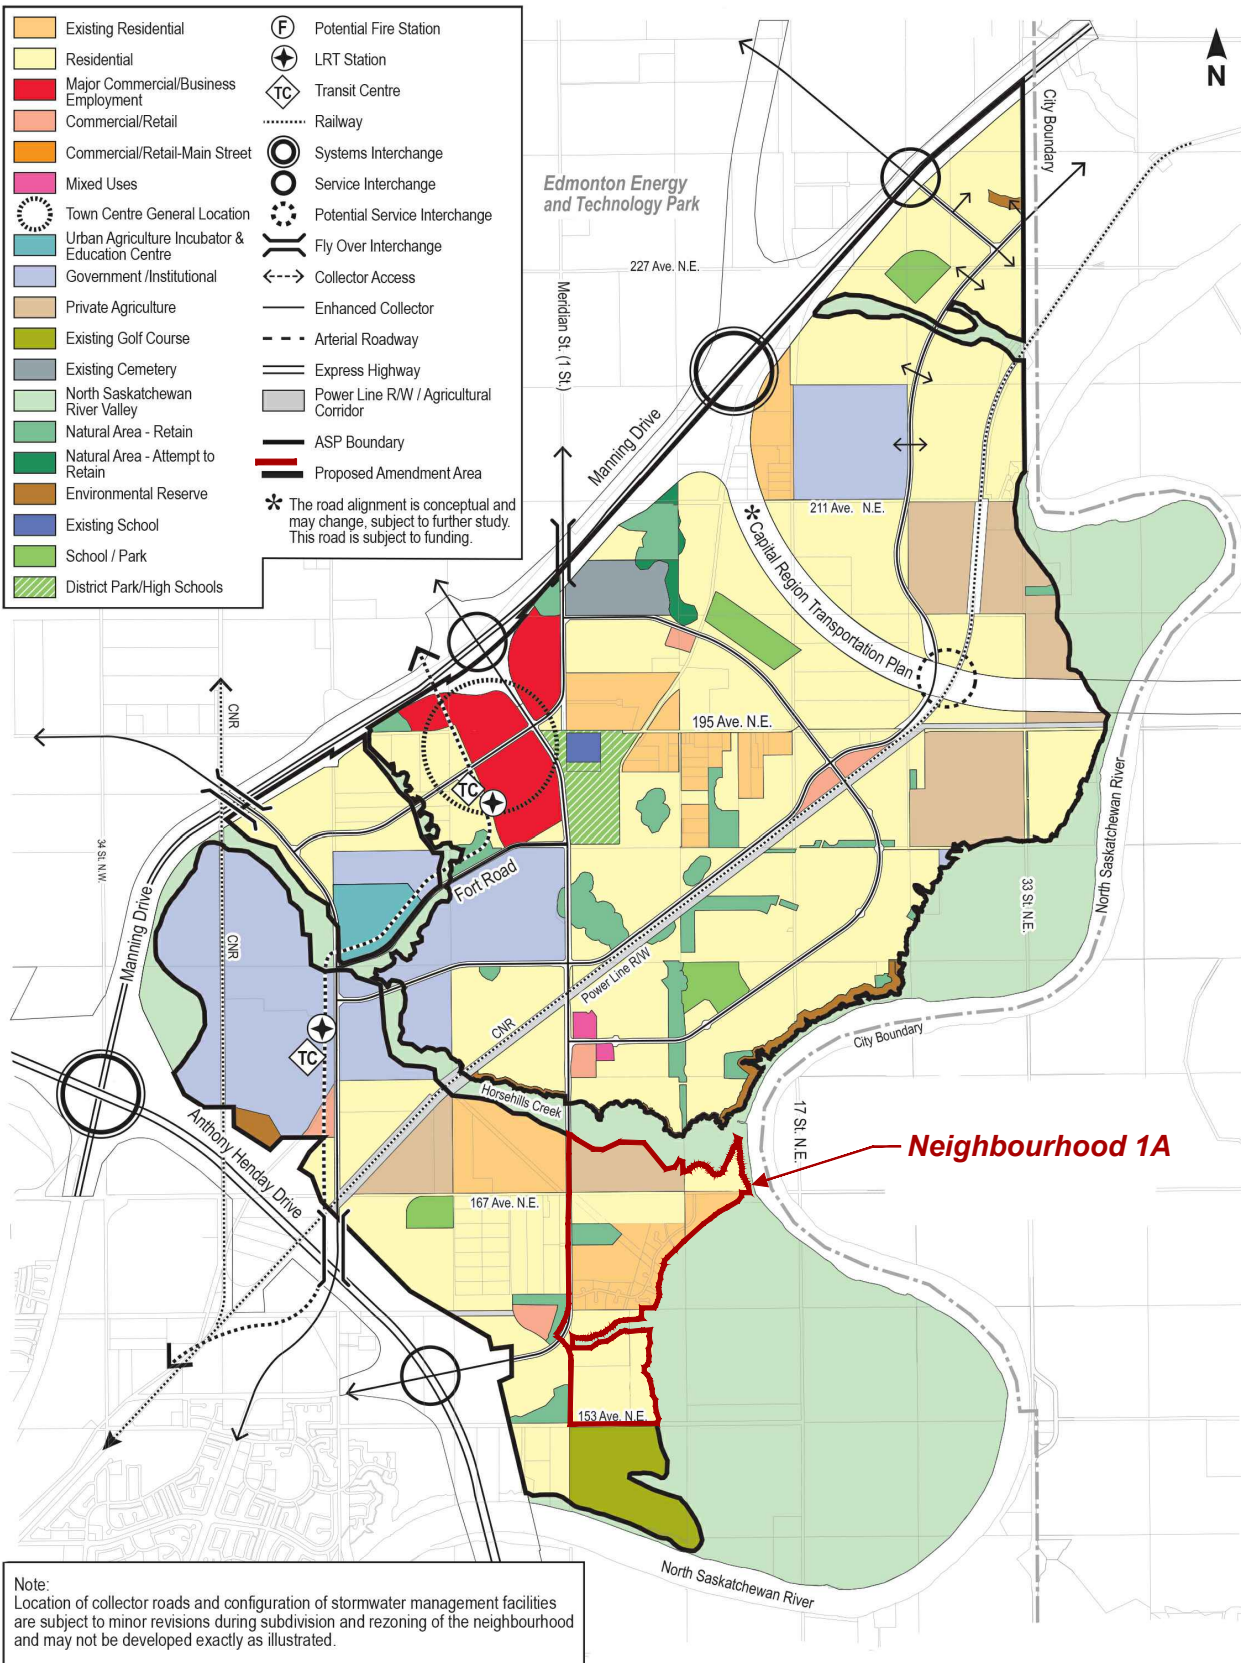 Existing Residential
Residential
Major Commercial/Business
Employment
Commercial/Retail
Commercial/Retail-Main Street
Mixed Uses
Town Centre General Location
Urban Agriculture Incubator &
Education Centre
Government /Institutional
Private Agriculture
Existing Golf Course
Existing Cemetery
North Saskatchewan
River Valley
Natural Area - Retain
Natural Area - Attempt to
Retain
Environmental Reserve
Existing School
School / Park
District Park/High Schools
F
Potential Fire Station
LRT Station
TC
Transit Centre
Railway
Systems Interchange
Service Interchange
Potential Service Interchange
Fly Over Interchange
Collector Access
Enhanced Collector
Arterial Roadway
Express Highway
Power Line R/W / Agricultural
Corridor
ASP Boundary
Proposed Amendment Area
* The road alignment is conceptual and
may change, subject to further study.
This road is subject to funding.
N
City Boundary
Edmonton Energy
and Technology Park
227 Ave. N.E.
Meridian St. (1 St.)
Manning Drive
211 Ave. N.E.
* Capital Region Transportation Plan
195 Ave. N.E.
CNR
TC
Fort Road
34 St. N.W.
Manning Drive
CNR
33 St. N.E.
North Saskatchewan River
Power Line R/W
CNR
TC
City Boundary
Horsehills Creek
Anthony Henday Drive
17 St. N.E.
Neighbourhood 1A
167 Ave. N.E.
153 Ave. N.E.
North Saskatchewan River
Note:
Location of collector roads and configuration of stormwater management facilities
are subject to minor revisions during subdivision and rezoning of the neighbourhood
and may not be developed exactly as illustrated.